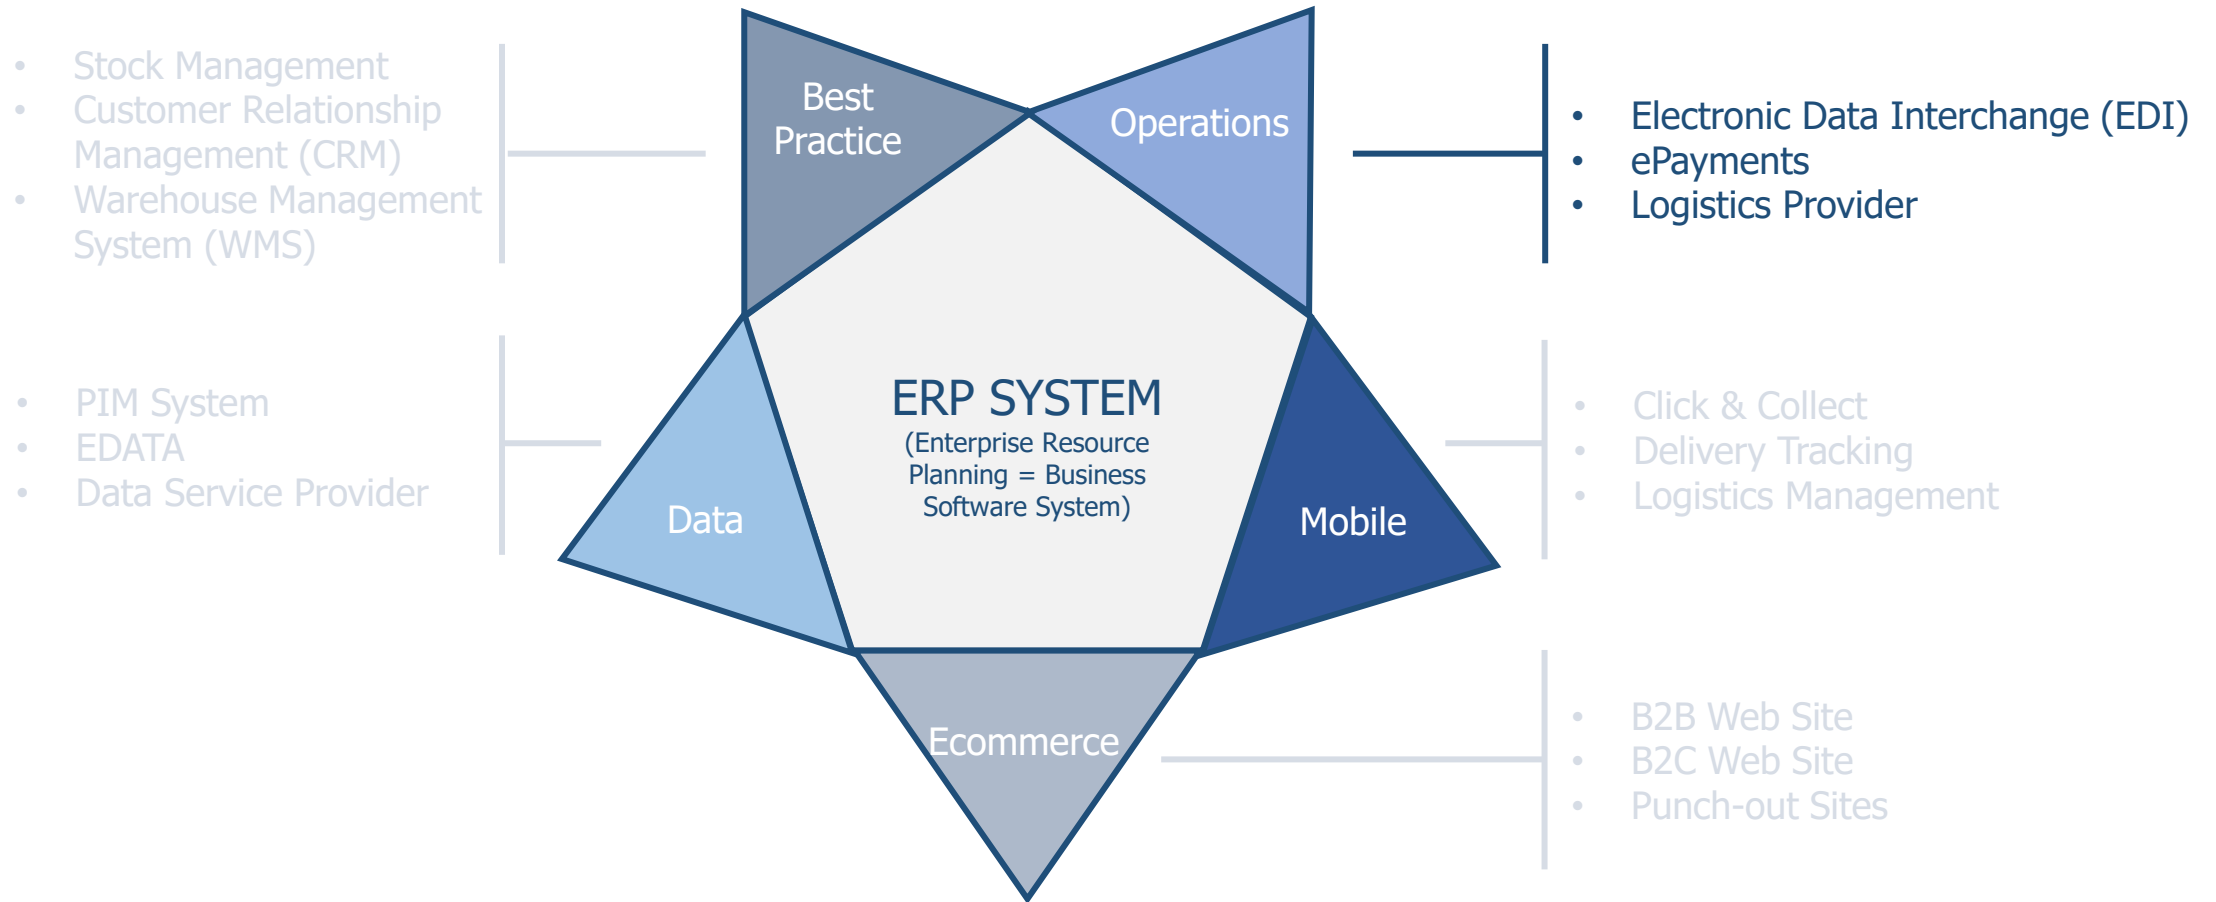 • Stock Management
• Customer Relationship
Management (CRM)
• Warehouse Management
System (WMS)
Best
Practice
Operations
• Electronic Data Interchange (EDI)
• ePayments
• Logistics Provider
• PIM System
• EDATA
• Data Service Provider
Data
ERP SYSTEM
(Enterprise Resource
Planning = Business
Software System)
Mobile
• Click & Collect
• Delivery Tracking
• Logistics Management
Ecommerce
• B2B Web Site
• B2C Web Site
• Punch-out Sites